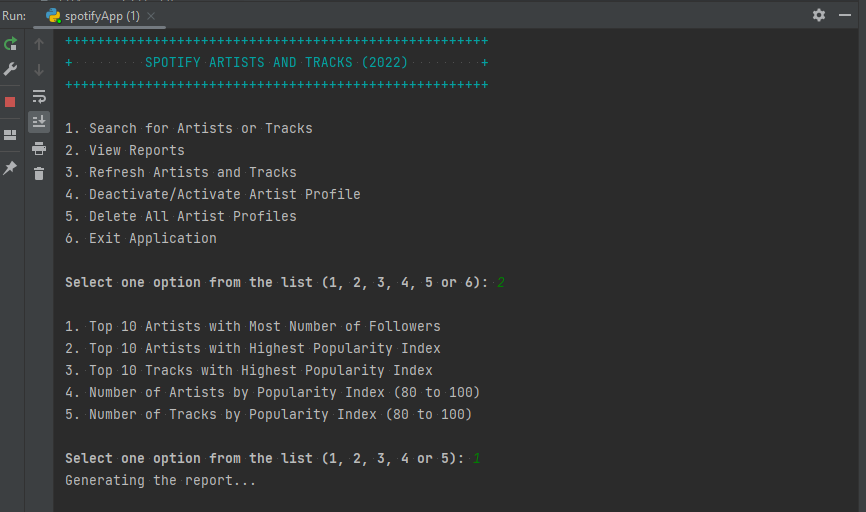 Run: spotifyApp (1)
+++++++++++++++++++++++++++++++++++++++++++++++++++++
+ SPOTIFY ARTISTS AND TRACKS (2022) +
+++++++++++++++++++++++++++++++++++++++++++++++++++++
1. Search for Artists or Tracks
2. View Reports
3. Refresh Artists and Tracks
4. Deactivate/Activate Artist Profile
5. Delete All Artist Profiles
6. Exit Application
Select one option from the list (1, 2, 3, 4, 5 or 6): 2
1. Top 10 Artists with Most Number of Followers
2. Top 10 Artists with Highest Popularity Index
3. Top 10 Tracks with Highest Popularity Index
4. Number of Artists by Popularity Index (80 to 100)
5. Number of Tracks by Popularity Index (80 to 100)
Select one option from the list (1, 2, 3, 4 or 5): 1
Generating the report...